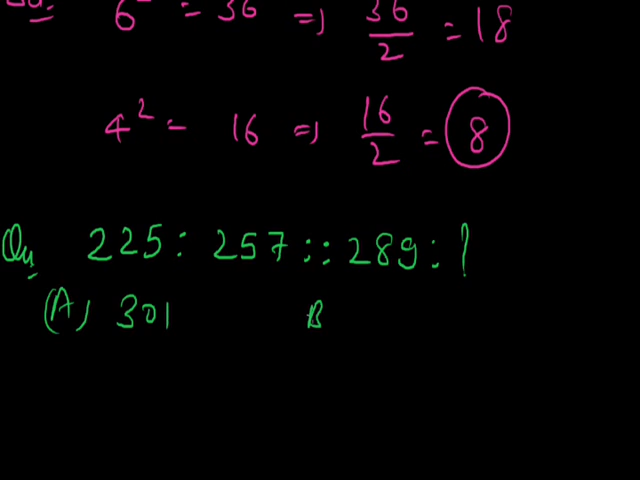 6² = 36 ⇒ 36/2 = 18
4² = 16 ⇒ 16/2 = 8
Qu 225 : 257 :: 289 : ?
(A) 301 B